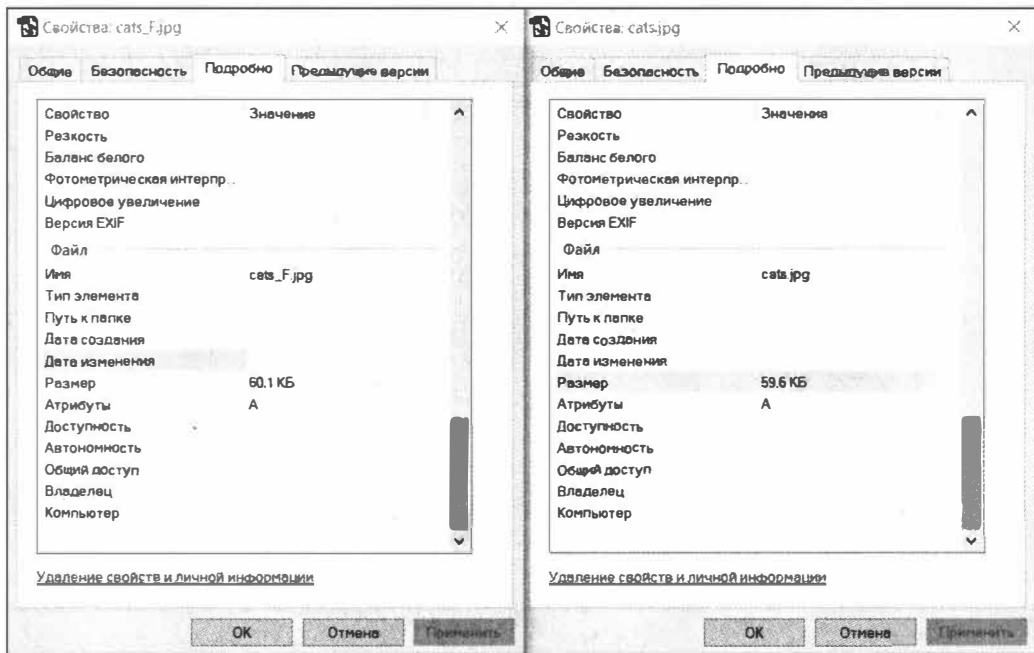 Свойства: cats_F.jpg
Общие Безопасность Подробно Предыдущие версии
Свойство Значение
Резкость
Баланс белого
Фотометрическая интерпр..
Цифровое увеличение
Версия EXIF
Файл
Имя cats_F.jpg
Тип элемента
Путь к папке
Дата создания
Дата изменения
Размер 60.1 КБ
Атрибуты A
Доступность
Автономность
Общий доступ
Владелец
Компьютер
Удаление свойств и личной информации
OK Отмена Применить
Свойства: cats.jpg
Общие Безопасность Подробно Предыдущие версии
Свойство Значение
Резкость
Баланс белого
Фотометрическая интерпр..
Цифровое увеличение
Версия EXIF
Файл
Имя cats.jpg
Тип элемента
Путь к папке
Дата создания
Дата изменения
Размер 59.6 КБ
Атрибуты A
Доступность
Автономность
Общий доступ
Владелец
Компьютер
Удаление свойств и личной информации
OK Отмена Применить